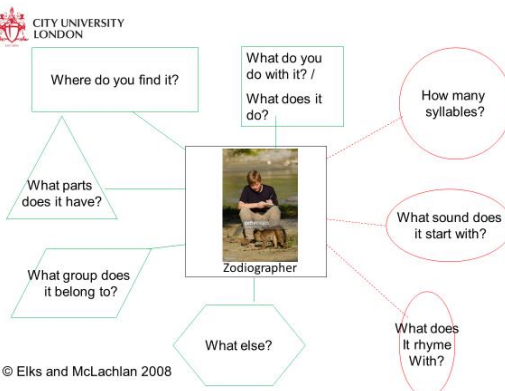 CITY UNIVERSITY
LONDON
Where do you find it?
What do you
do with it? /
What does it
do?
How many
syllables?
What parts
does it have?
Zodiographer
What sound does
it start with?
What group does
it belong to?
What else?
What does
It rhyme
With?
© Elks and McLachlan 2008